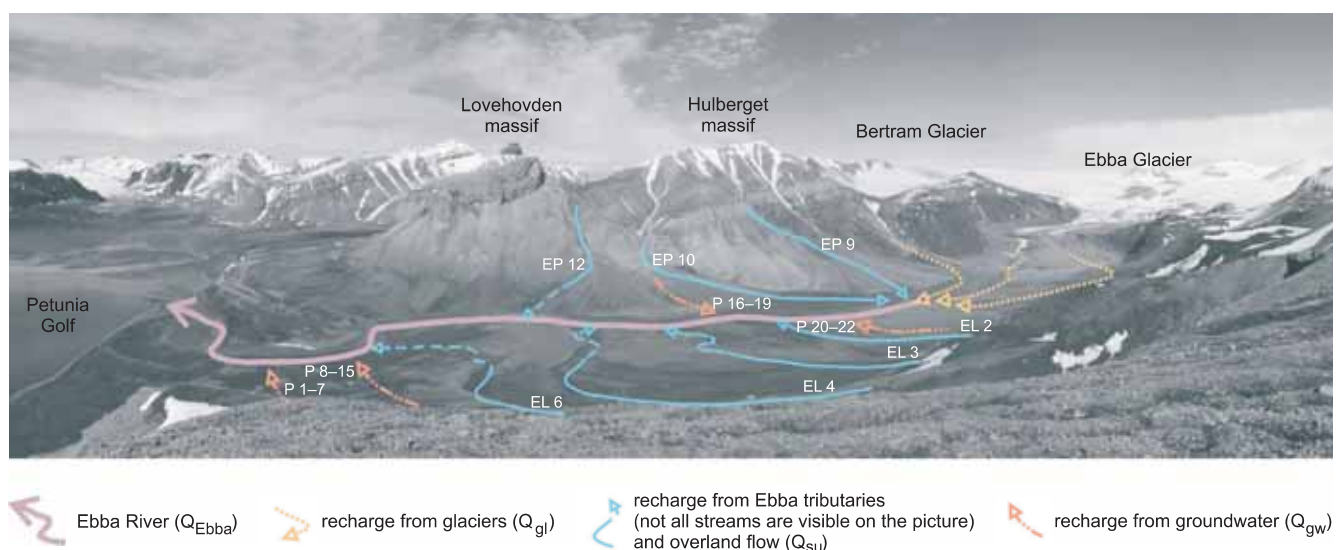 Lovehovden
massif
Hulberget
massif
Bertram Glacier
Ebba Glacier
EP 12
EP 10
EP 9
Petunia
Golf
P 16–19
P 20–22
EL 2
EL 3
P 8–15
P 1–7
EL 4
EL 6
Ebba River (Q_Ebba)
recharge from glaciers (Q_gl)
recharge from Ebba tributaries
(not all streams are visible on the picture)
and overland flow (Q_su)
recharge from groundwater (Q_gw)